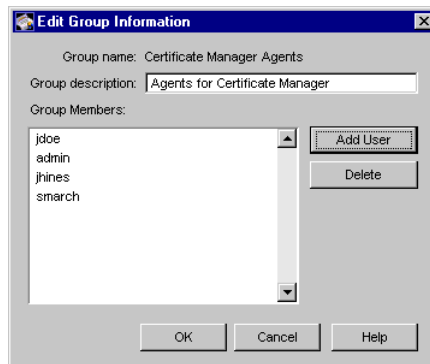 Edit Group Information
Group name: Certificate Manager Agents
Group description: Agents for Certificate Manager
Group Members:
jdoe
admin
jhines
smarch
Add User
Delete
OK Cancel Help